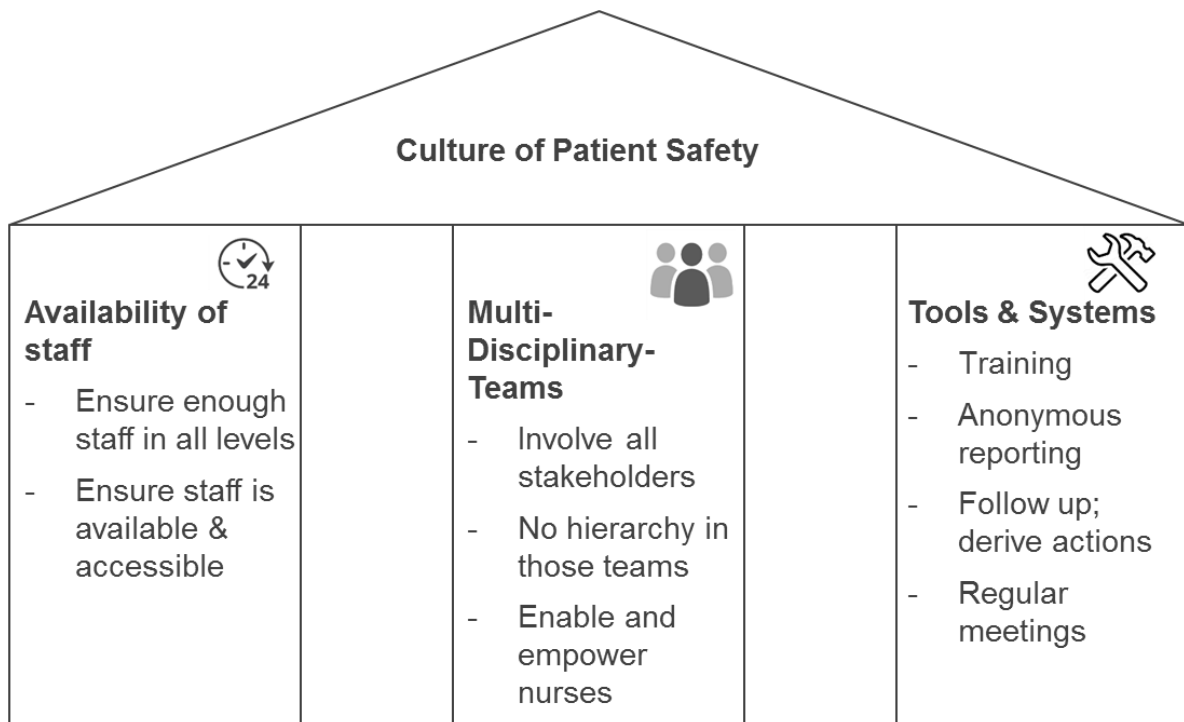 Culture of Patient Safety
24
Availability of
staff
- Ensure enough
staff in all levels
- Ensure staff is
available &
accessible
Multi-
Disciplinary-
Teams
- Involve all
stakeholders
- No hierarchy in
those teams
- Enable and
empower
nurses
Tools & Systems
- Training
- Anonymous
reporting
- Follow up;
derive actions
- Regular
meetings